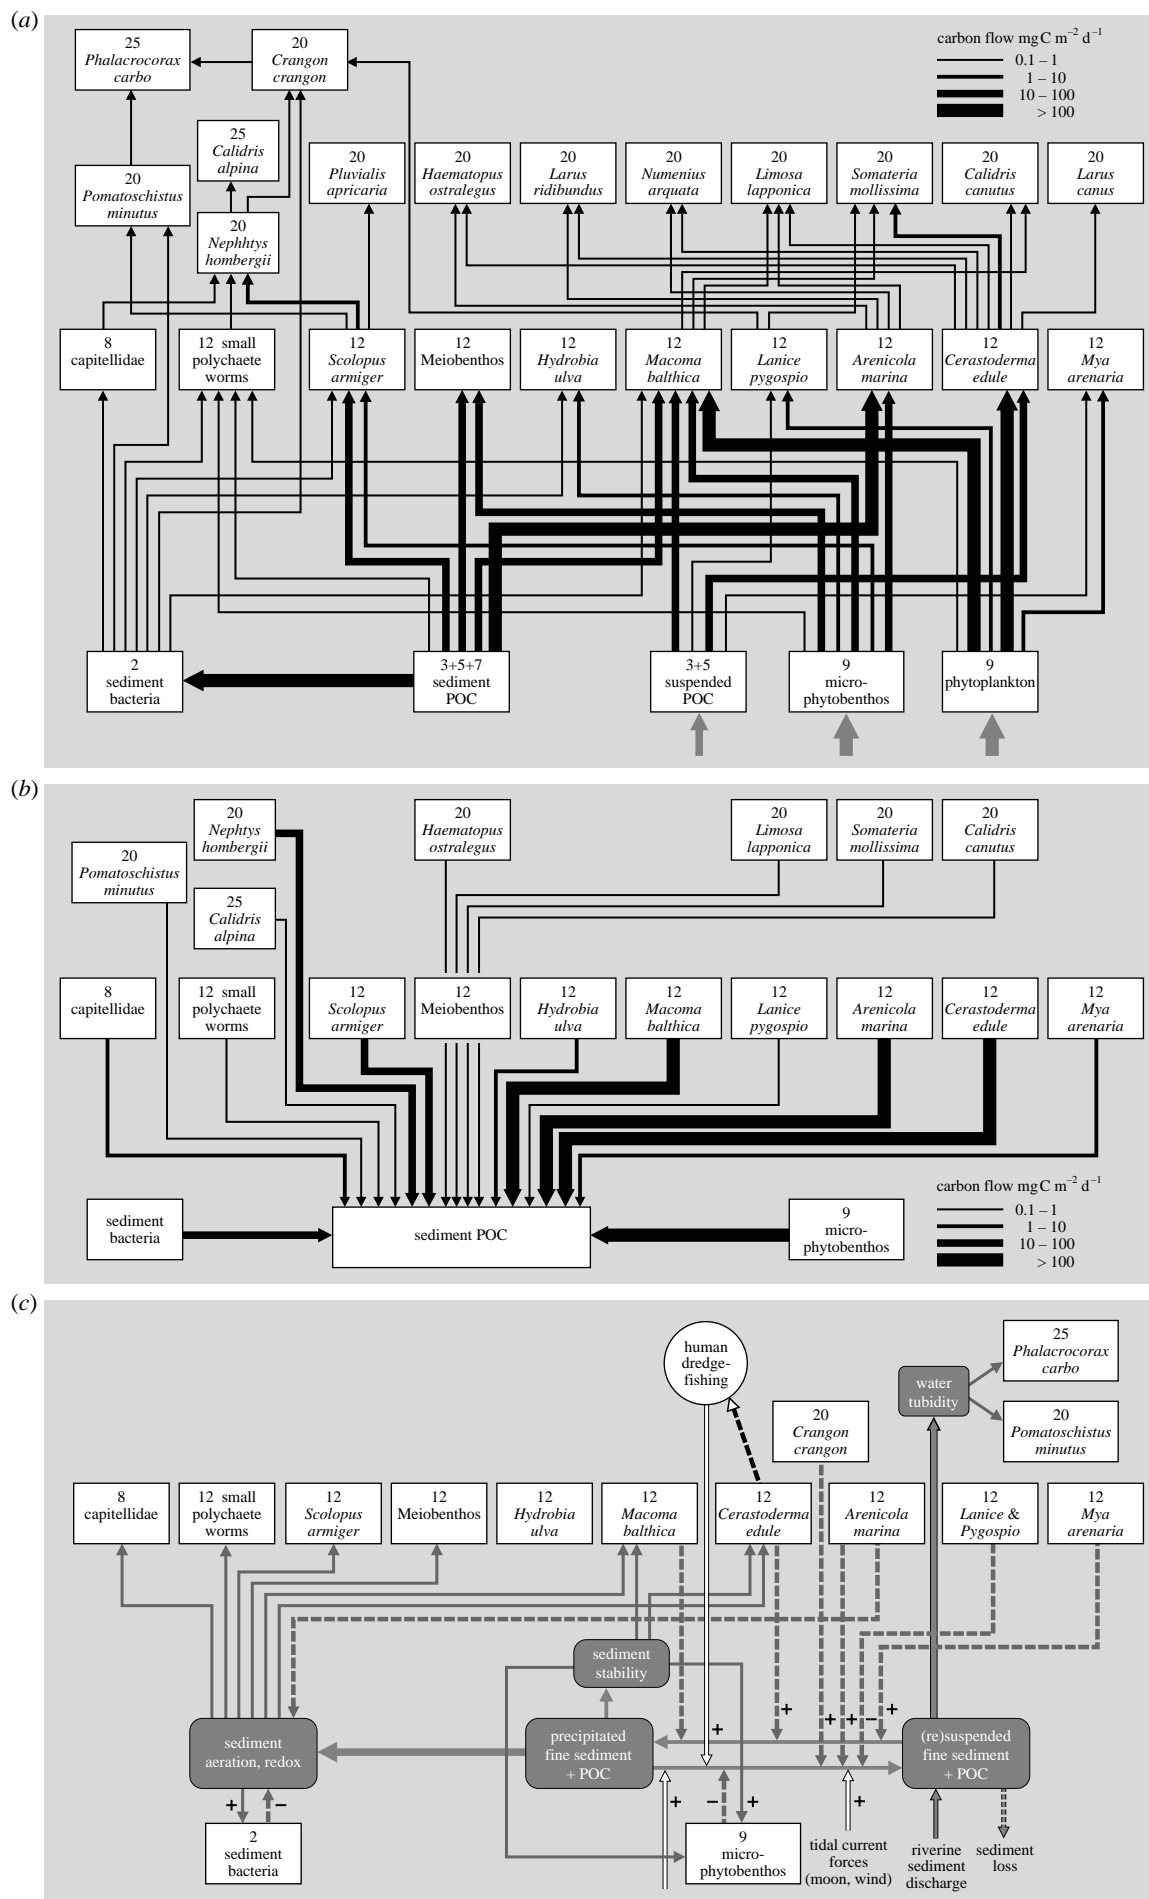 (a)
25
Phalacrocorax
carbo
20
Crangon
crangon
carbon flow mgC m⁻² d⁻¹
0.1 – 1
1 – 10
10 – 100
> 100
25
Calidris
alpina
20
Pomatoschistus
minutus
20
Nephhtys
hombergii
20
Pluvialis
apricaria
20
Haematopus
ostralegus
20
Larus
ridibundus
20
Numenius
arquata
20
Limosa
lapponica
20
Somateria
mollissima
20
Calidris
canutus
20
Larus
canus
8
capitellidae
12 small
polychaete
worms
12
Scolopus
armiger
12
Meiobenthos
12
Hydrobia
ulva
12
Macoma
balthica
12
Lanice
pygospio
12
Arenicola
marina
12
Cerastoderma
edule
12
Mya
arenaria
2
sediment
bacteria
3+5+7
sediment
POC
3+5
suspended
POC
9
micro-
phytobenthos
9
phytoplankton
(b)
20
Nephtys
hombergii
20
Pomatoschistus
minutus
25
Calidris
alpina
20
Haematopus
ostralegus
20
Limosa
lapponica
20
Somateria
mollissima
20
Calidris
canutus
8
capitellidae
12 small
polychaete
worms
12
Scolopus
armiger
12
Meiobenthos
12
Hydrobia
ulva
12
Macoma
balthica
12
Lanice
pygospio
12
Arenicola
marina
12
Cerastoderma
edule
12
Mya
arenaria
sediment
bacteria
sediment POC
9
micro-
phytobenthos
carbon flow mgC m⁻² d⁻¹
0.1 – 1
1 – 10
10 – 100
> 100
(c)
human
dredge-
fishing
water
tubidity
25
Phalacrocorax
carbo
20
Pomatoschistus
minutus
20
Crangon
crangon
8
capitellidae
12 small
polychaete
worms
12
Scolopus
armiger
12
Meiobenthos
12
Hydrobia
ulva
12
Macoma
balthica
12
Cerastoderma
edule
12
Arenicola
marina
12
Lanice &
Pygospio
12
Mya
arenaria
sediment
stability
sediment
aeration, redox
precipitated
fine sediment
+ POC
(re)suspended
fine sediment
+ POC
+ + + + – +
+ – + – + +
2
sediment
bacteria
9
micro-
phytobenthos
tidal current
forces
(moon, wind)
riverine
sediment
discharge
sediment
loss